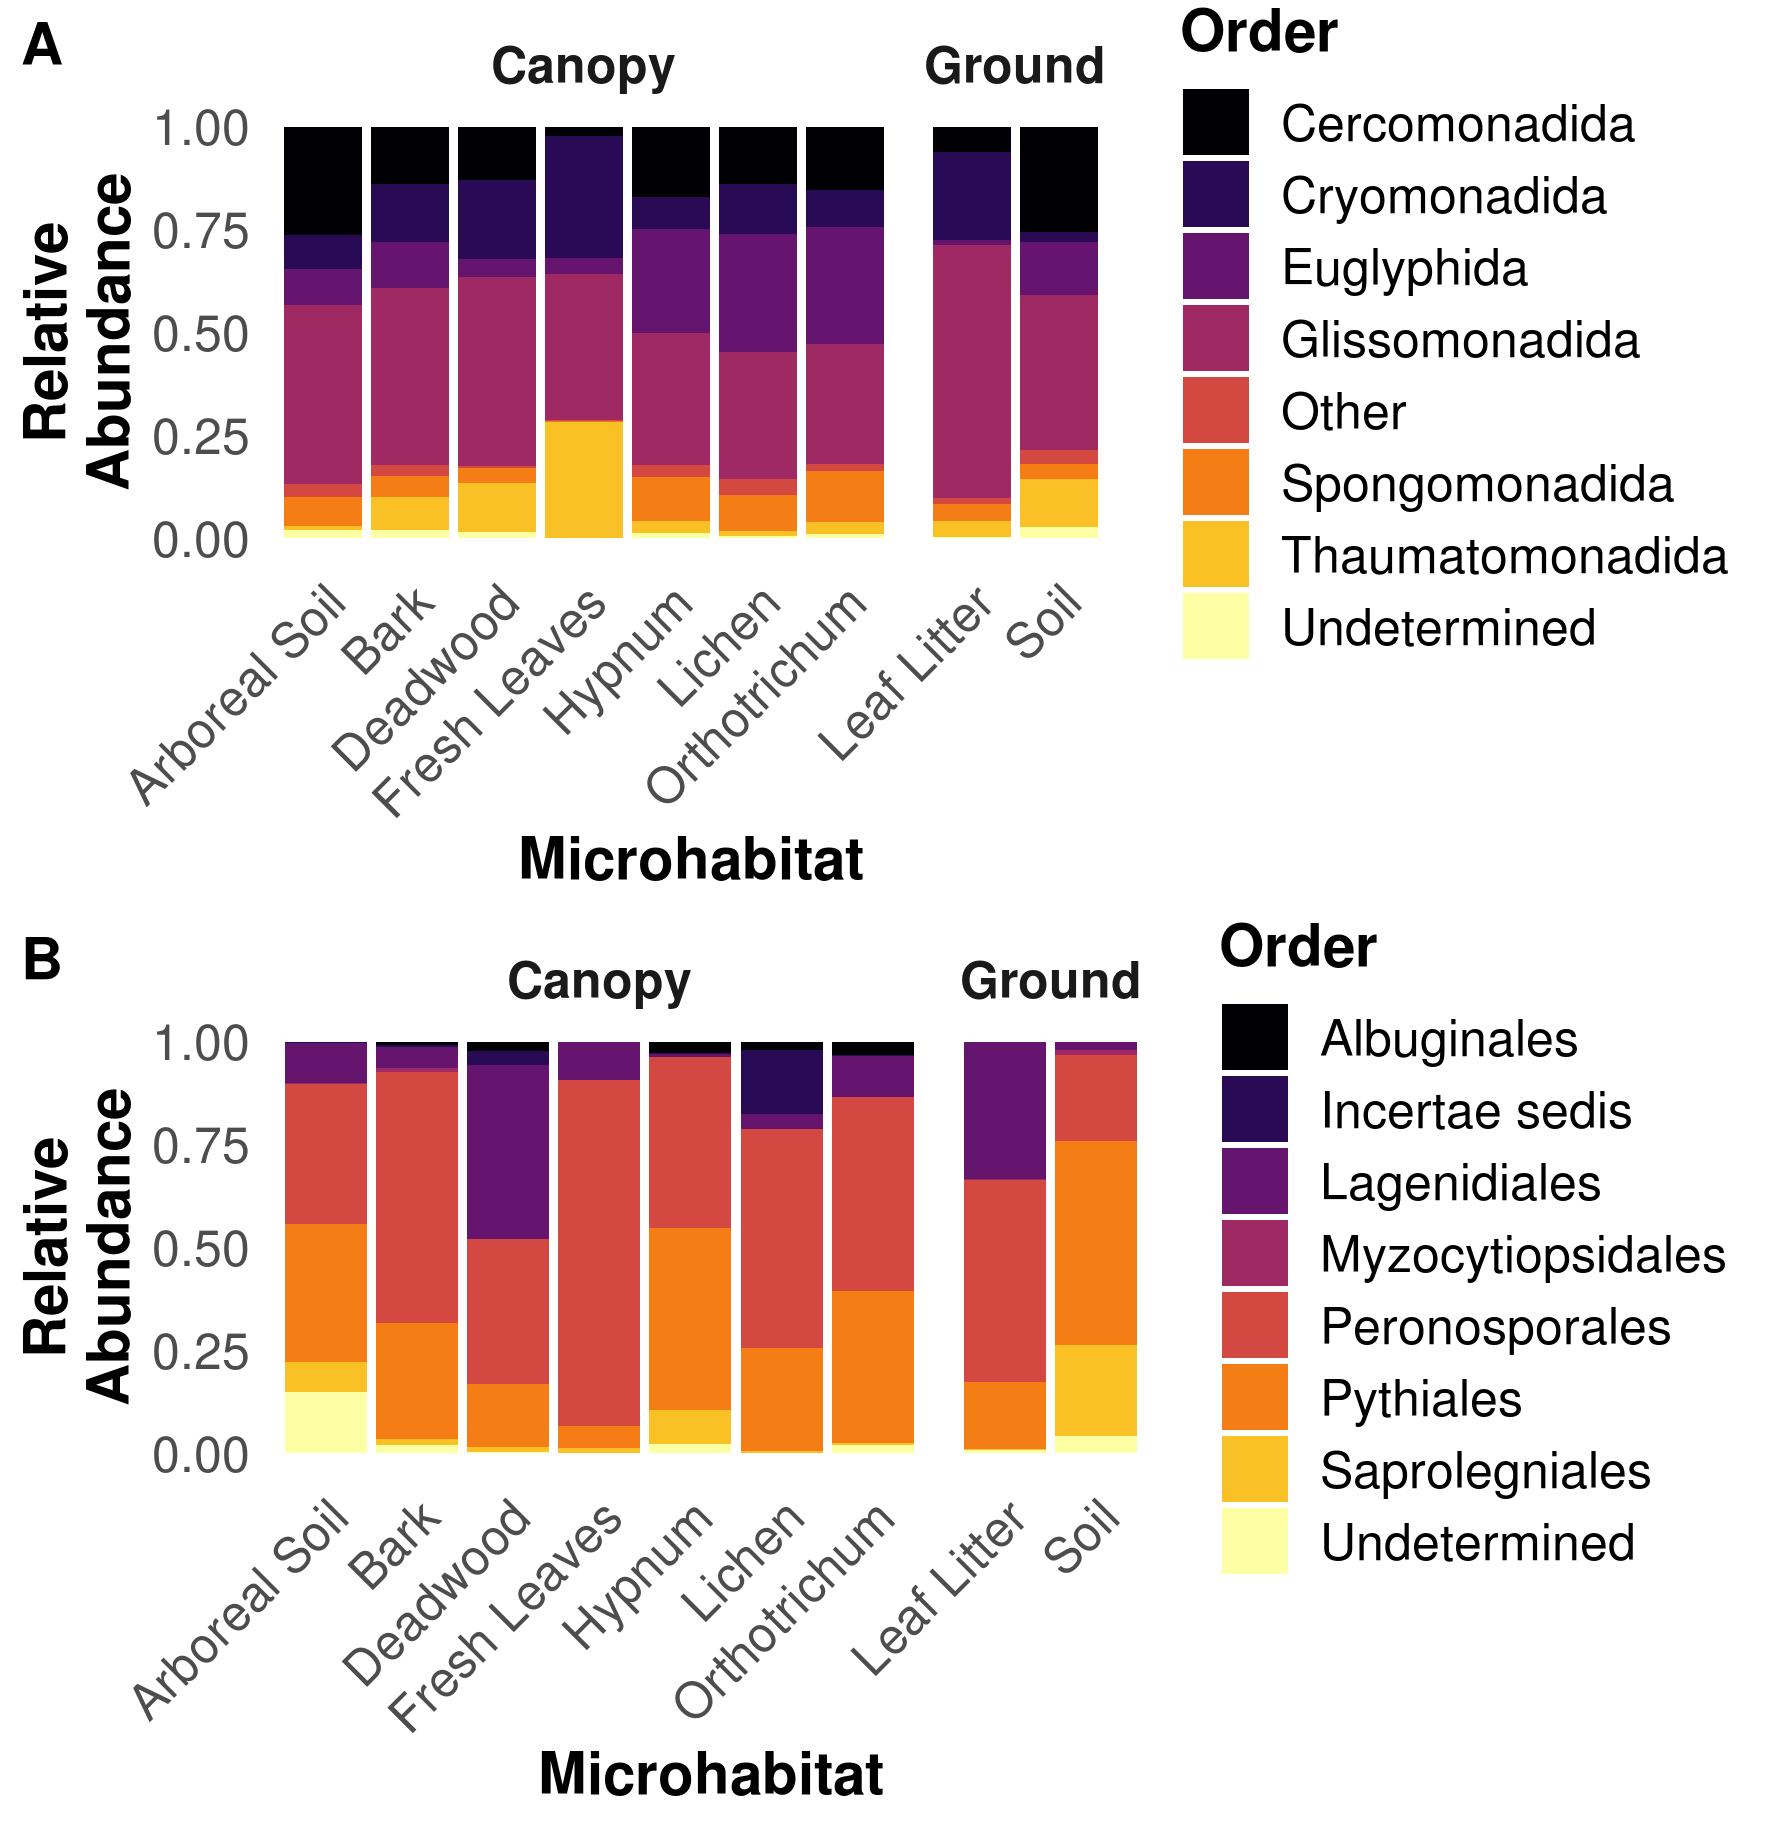 A
Canopy
Ground
Order
Relative
Abundance
1.00
0.75
0.50
0.25
0.00
Cercomonadida
Cryomonadida
Euglyphida
Glissomonadida
Other
Spongomonadida
Thaumatomonadida
Undetermined
Arboreal Soil
Bark
Deadwood
Fresh Leaves
Hypnum
Lichen
Orthotrichum
Leaf Litter
Soil
Microhabitat
B
Canopy
Ground
Order
Relative
Abundance
1.00
0.75
0.50
0.25
0.00
Albuginales
Incertae sedis
Lagenidiales
Myzocytiopsidales
Peronosporales
Pythiales
Saprolegniales
Undetermined
Arboreal Soil
Bark
Deadwood
Fresh Leaves
Hypnum
Lichen
Orthotrichum
Leaf Litter
Soil
Microhabitat